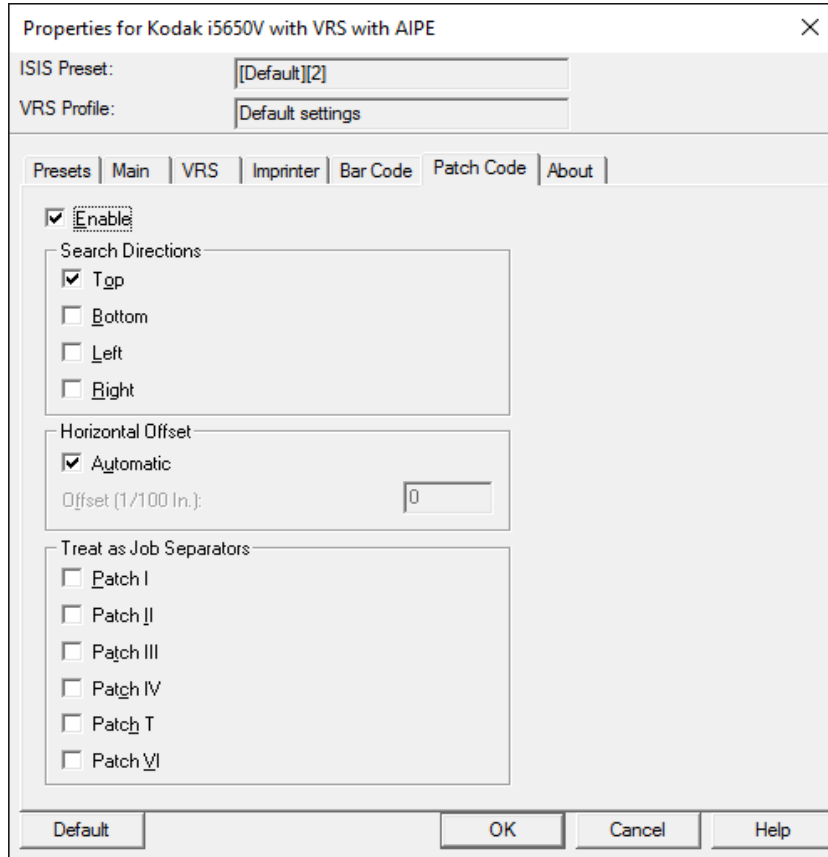 Properties for Kodak i5650V with VRS with AIPE
ISIS Preset: [Default][2]
VRS Profile: Default settings
Presets Main VRS Imprinter Bar Code Patch Code About
Enable
Search Directions
Top
Bottom
Left
Right
Horizontal Offset
Automatic
Offset (1/100 In.): 0
Treat as Job Separators
Patch I
Patch II
Patch III
Patch IV
Patch T
Patch VI
Default OK Cancel Help